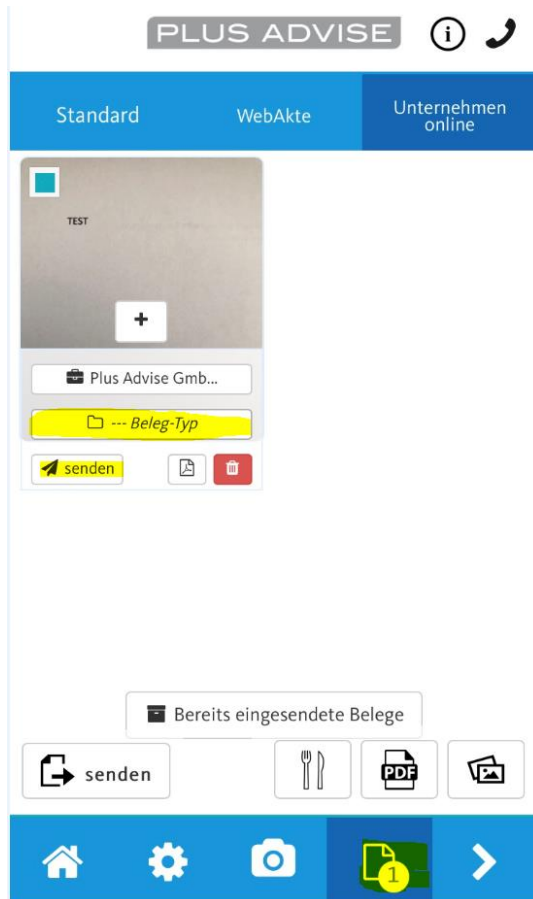 PLUS ADVISE
Standard
WebAkte
Unternehmen
online
TEST
Plus Advise Gmb...
--- Beleg-Typ
senden
Bereits eingesendete Belege
senden
PDF
1